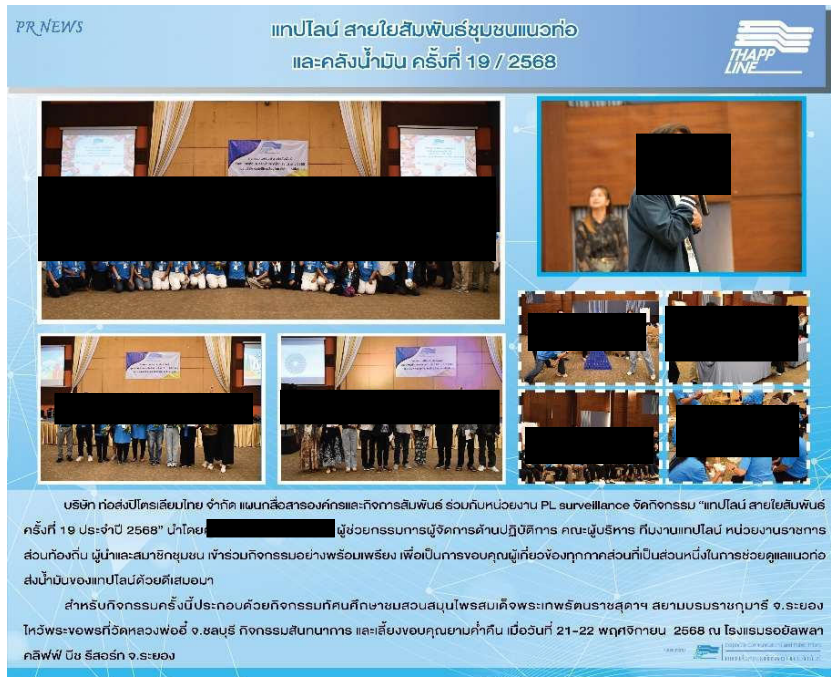 PR NEWS
แทปไลน์ สายใยสัมพันธ์ชุมชนแนวท่อ
และคลังน้ำมัน ครั้งที่ 19 / 2568
THAPP
LINE
บริษัท ท่อส่งปิโตรเลียมไทย จำกัด แผนกสื่อสารองค์กรและกิจการสัมพันธ์ ร่วมกับหน่วยงาน PL surveillance จัดกิจกรรม “แทปไลน์ สายใยสัมพันธ์
ครั้งที่ 19 ประจำปี 2568” นำโดย ผู้ช่วยกรรมการผู้จัดการด้านปฏิบัติการ คณะผู้บริหาร ทีมงานแทปไลน์ หน่วยงานราชการ
ส่วนท้องถิ่น ผู้นำและสมาชิกชุมชน เข้าร่วมกิจกรรมอย่างพร้อมเพรียง เพื่อเป็นการขอบคุณผู้เกี่ยวข้องทุกภาคส่วนที่เป็นส่วนหนึ่งในการช่วยดูแลแนวท่อ
ส่งน้ำมันของแทปไลน์ด้วยดีเสมอมา
สำหรับกิจกรรมครั้งนี้ประกอบด้วยกิจกรรมทัศนศึกษาชมสวนสมุนไพรสมเด็จพระเทพรัตนราชสุดาฯ สยามบรมราชกุมารี จ.ระยอง
ไหว้พระขอพรที่วัดหลวงพ่ออี๋ จ.ชลบุรี กิจกรรมสันทนาการ และเลี้ยงขอบคุณยามค่ำคืน เมื่อวันที่ 21-22 พฤศจิกายน 2568 ณ โรงแรมรอยัลพลา
คลิฟฟ์ บีช รีสอร์ท จ.ระยอง